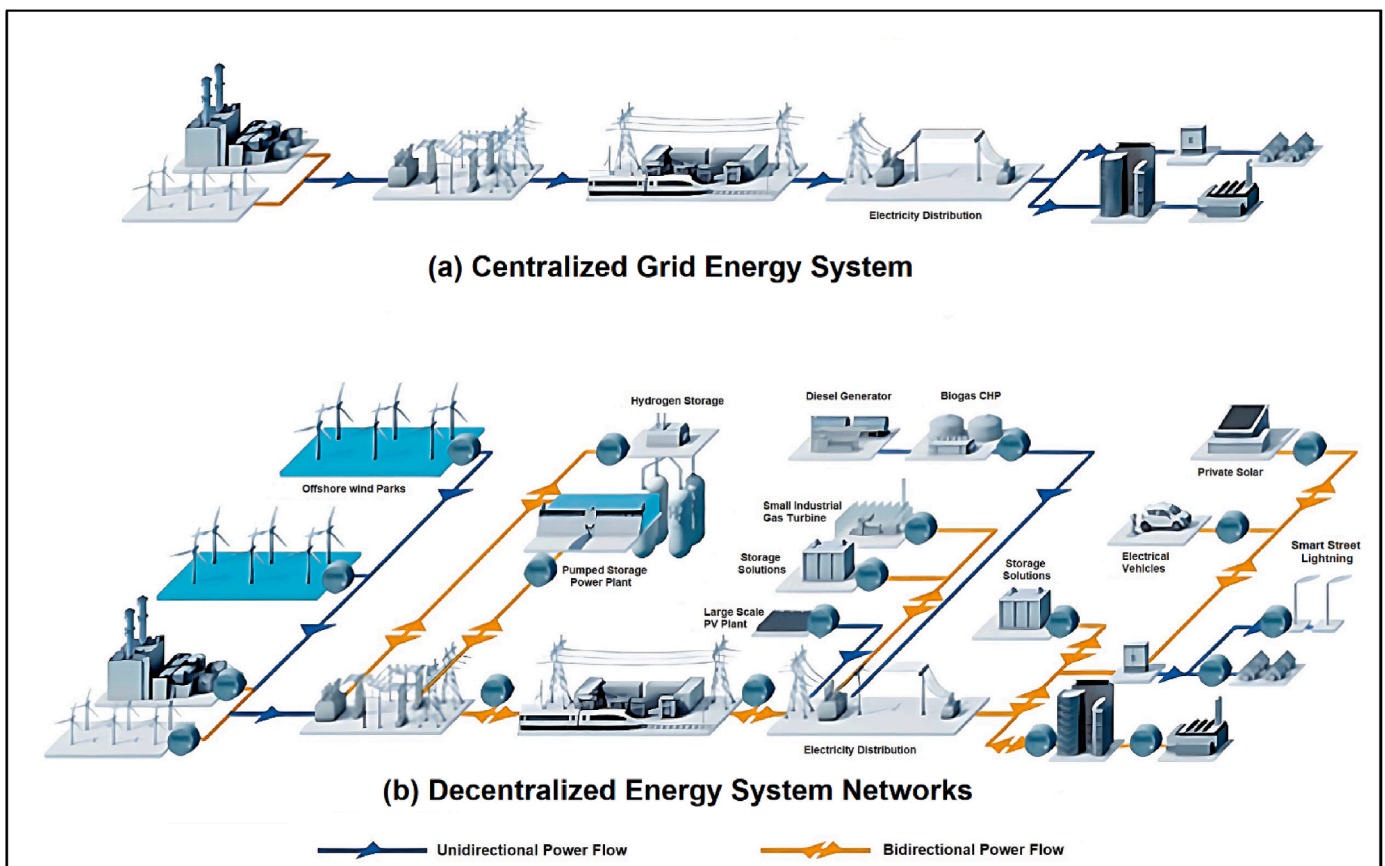 Electricity Distribution
(a) Centralized Grid Energy System
Hydrogen Storage
Diesel Generator
Biogas CHP
Private Solar
Offshore wind Parks
Small Industrial
Gas Turbine
Storage
Solutions
Pumped Storage
Power Plant
Large Scale
PV Plant
Storage
Solutions
Electrical
Vehicles
Smart Street
Lightning
Electricity Distribution
(b) Decentralized Energy System Networks
Unidirectional Power Flow
Bidirectional Power Flow